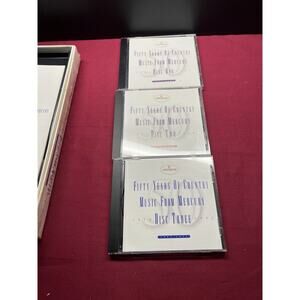 Fifty Years Of Country
Music From Mercury
Disc One
Fifty Years Of Country
Music From Mercury
Disc Two
Fifty Years Of Country
Music From Mercury
Disc Three